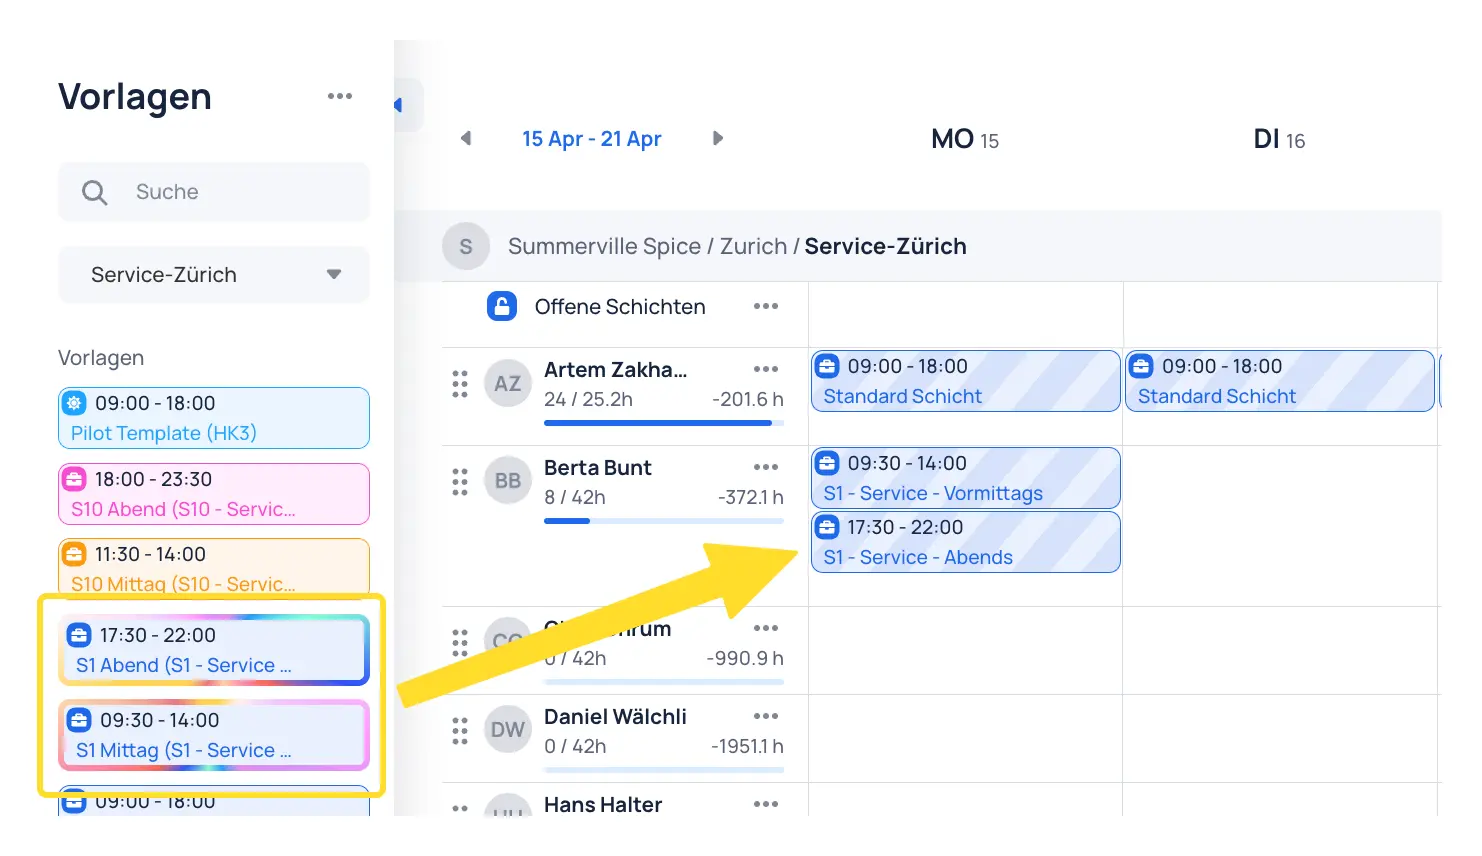 Vorlagen
Suche
Service-Zürich
Vorlagen
09:00 - 18:00
Pilot Template (HK3)
18:00 - 23:30
S10 Abend (S10 - Servic...
11:30 - 14:00
S10 Mittag (S10 - Servic...
17:30 - 22:00
S1 Abend (S1 - Service ...
09:30 - 14:00
S1 Mittag (S1 - Service ...
09:00 - 18:00
15 Apr - 21 Apr
MO 15
DI 16
S Summerville Spice / Zurich / Service-Zürich
Offene Schichten
AZ
Artem Zakha...
24 / 25.2h -201.6 h
09:00 - 18:00
Standard Schicht
09:00 - 18:00
Standard Schicht
BB
Berta Bunt
8 / 42h -372.1 h
09:30 - 14:00
S1 - Service - Vormittags
17:30 - 22:00
S1 - Service - Abends
0 / 42h -990.9 h
DW
Daniel Wälchli
0 / 42h -1951.1 h
HH
Hans Halter